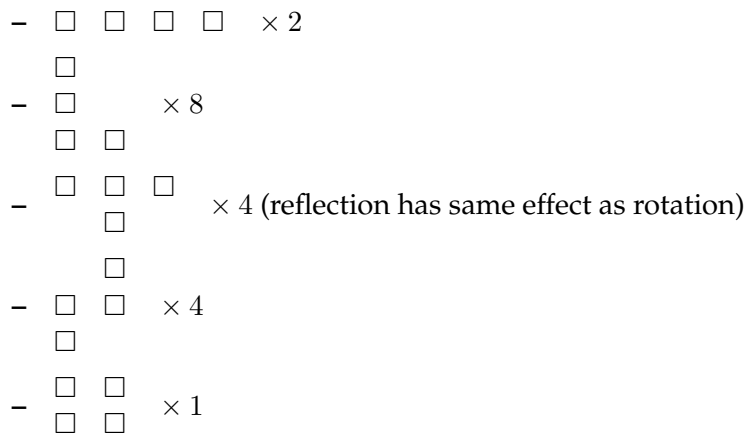 – □ □ □ □ × 2
□
– □ × 8
□ □
□ □ □
– × 4 (reflection has same effect as rotation)
□
□
– □ □ × 4
□
□ □
– × 1
□ □